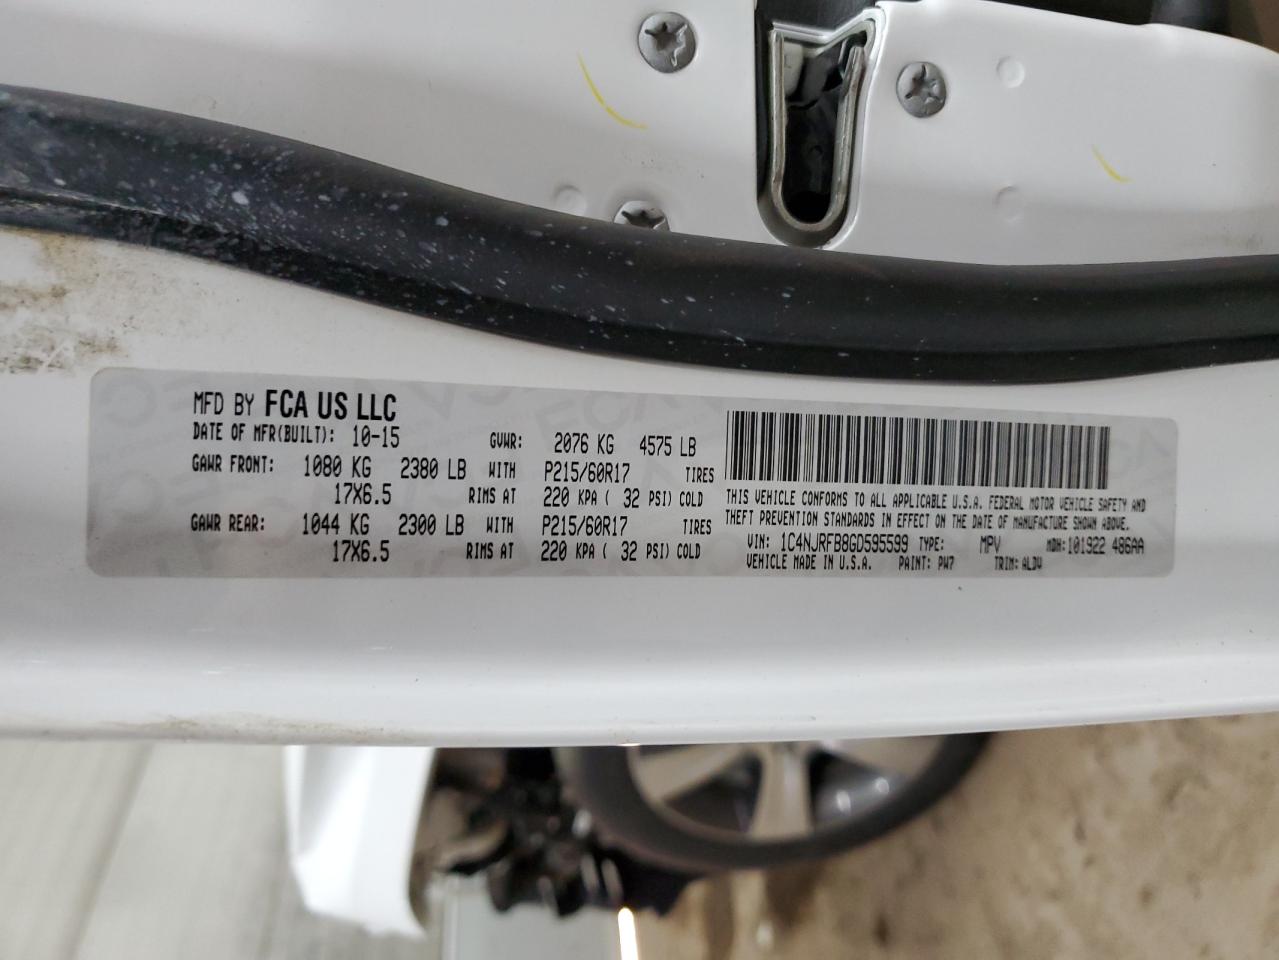 MFD BY FCA US LLC
DATE OF MFR(BUILT): 10-15 GVWR: 2076 KG 4575 LB
GAWR FRONT: 1080 KG 2380 LB WITH P215/60R17 TIRES
17X6.5 RIMS AT 220 KPA ( 32 PSI) COLD
GAWR REAR: 1044 KG 2300 LB WITH P215/60R17 TIRES
17X6.5 RIMS AT 220 KPA ( 32 PSI) COLD
THIS VEHICLE CONFORMS TO ALL APPLICABLE U.S.A. FEDERAL MOTOR VEHICLE SAFETY AND
THEFT PREVENTION STANDARDS IN EFFECT ON THE DATE OF MANUFACTURE SHOWN ABOVE.
VIN: 1C4NJRFB8GD595599 TYPE: MPV MDH:101922 486AA
VEHICLE MADE IN U.S.A. PAINT: PW7 TRIM: ALDV